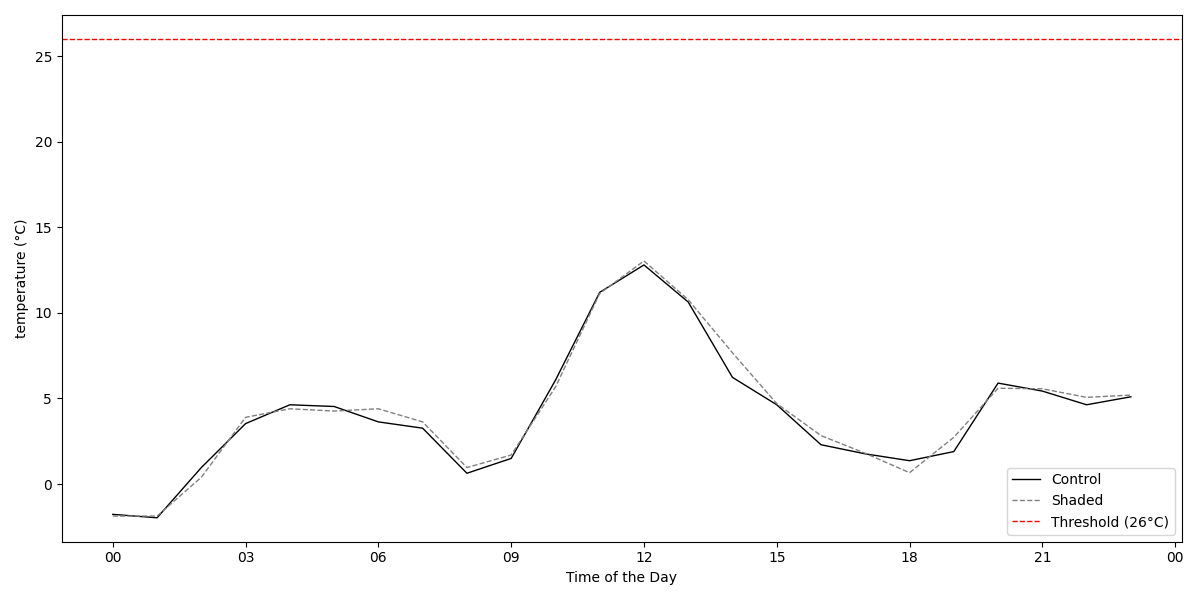 25
20
15
10
5
0
temperature (°C)
00 03 06 09 12 15 18 21 00
Time of the Day
Control
Shaded
Threshold (26°C)